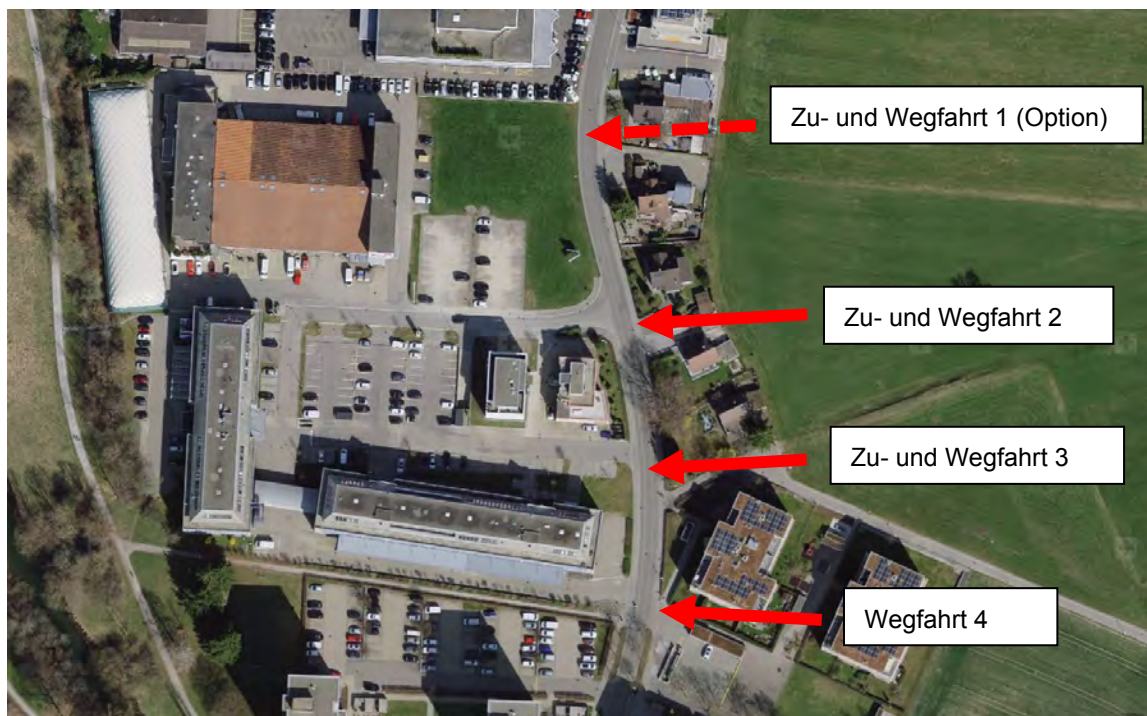 Zu- und Wegfahrt 1 (Option)
Zu- und Wegfahrt 2
Zu- und Wegfahrt 3
Wegfahrt 4